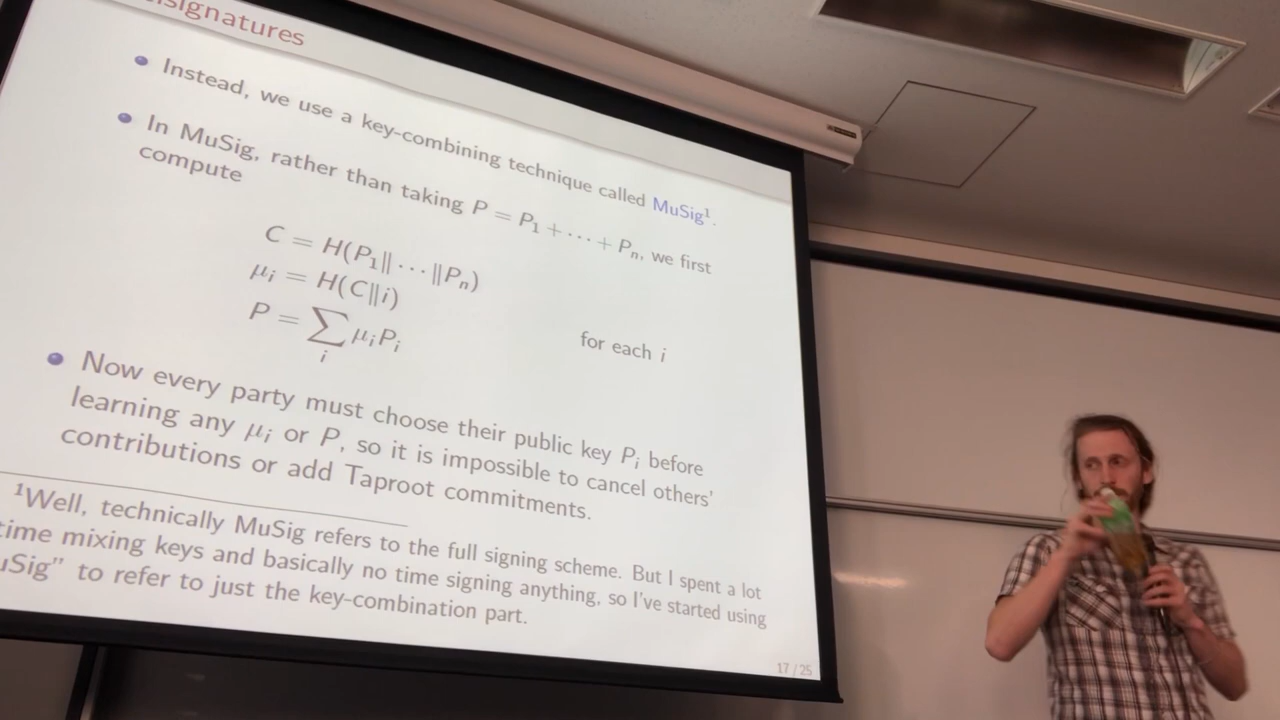 signatures
Instead, we use a key-combining technique called MuSig¹.
In MuSig, rather than taking P = P₁ + ⋯ + Pₙ, we first
compute
C = H(P₁‖ ⋯ ‖Pₙ)
μᵢ = H(C‖i) for each i
P = ∑ᵢ μᵢPᵢ
Now every party must choose their public key Pᵢ before
learning any μᵢ or P, so it is impossible to cancel others'
contributions or add Taproot commitments.
¹Well, technically MuSig refers to the full signing scheme. But I spent a lot
time mixing keys and basically no time signing anything, so I've started using
uSig" to refer to just the key-combination part.
17 / 25